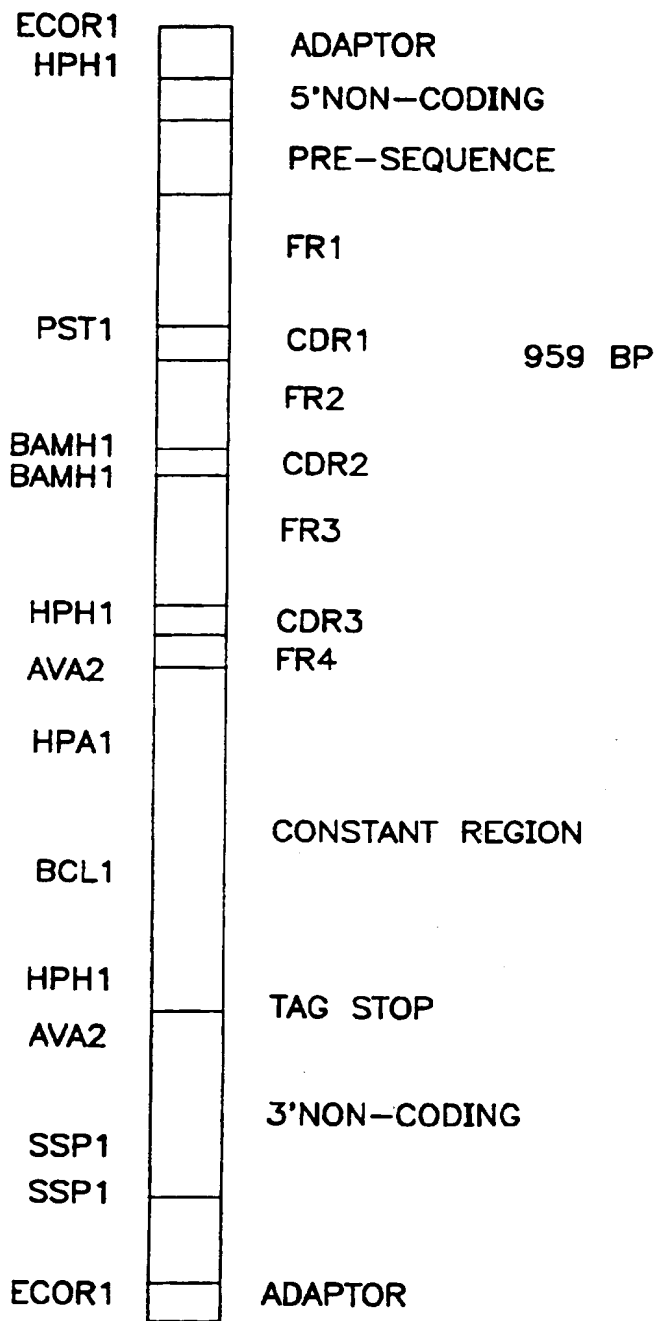 ECOR1
HPH1
ADAPTOR
5'NON-CODING
PRE-SEQUENCE
FR1
PST1
CDR1
959 BP
FR2
BAMH1
BAMH1
CDR2
FR3
HPH1
CDR3
FR4
AVA2
HPA1
CONSTANT REGION
BCL1
HPH1
TAG STOP
AVA2
3'NON-CODING
SSP1
SSP1
ECOR1
ADAPTOR